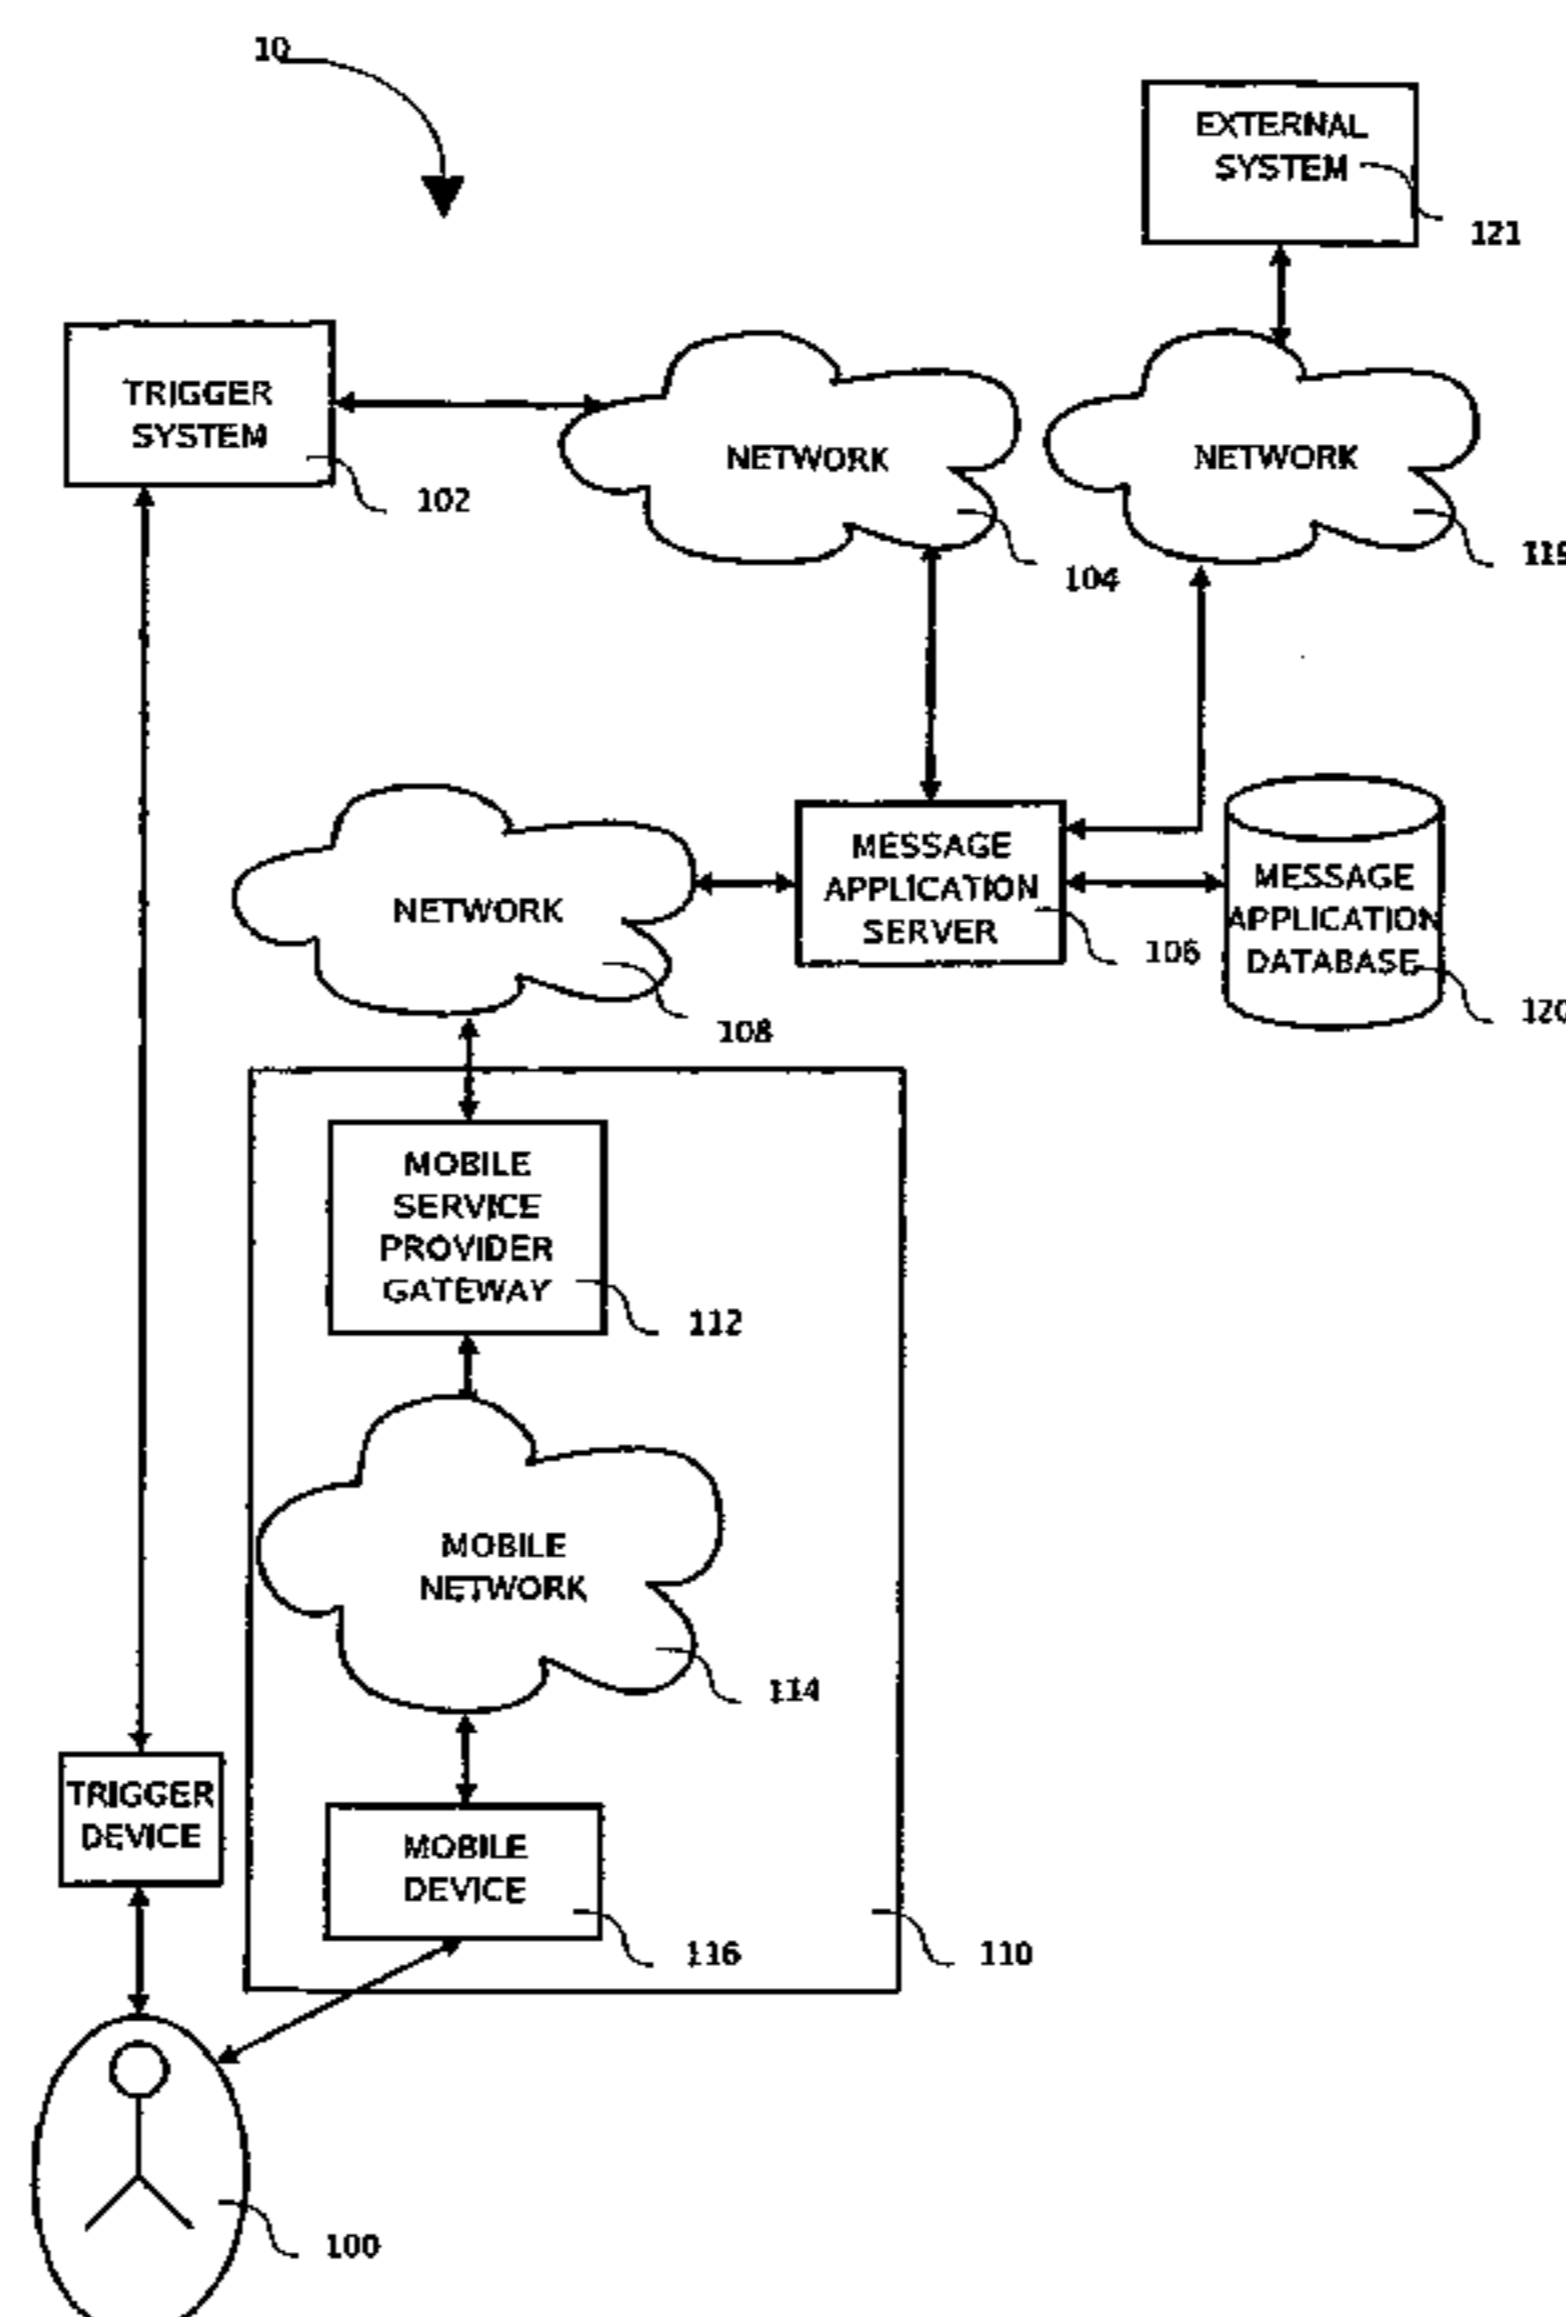 10
EXTERNAL
SYSTEM
121
TRIGGER
SYSTEM
102
NETWORK
104
NETWORK
NETWORK
108
MESSAGE
APPLICATION
SERVER
106
MESSAGE
APPLICATION
DATABASE
120
MOBILE
SERVICE
PROVIDER
GATEWAY
112
MOBILE
NETWORK
114
TRIGGER
DEVICE
MOBILE
DEVICE
116
110
100